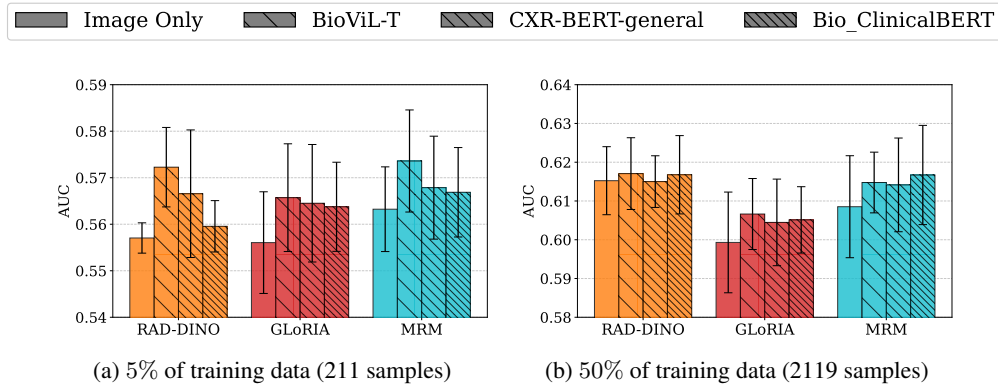 Image Only BioViL-T CXR-BERT-general Bio_ClinicalBERT
0.59
0.58
0.57
0.56
0.55
0.54
AUC
RAD-DINO GLoRIA MRM
(a) 5% of training data (211 samples)
0.64
0.63
0.62
0.61
0.60
0.59
0.58
AUC
RAD-DINO GLoRIA MRM
(b) 50% of training data (2119 samples)